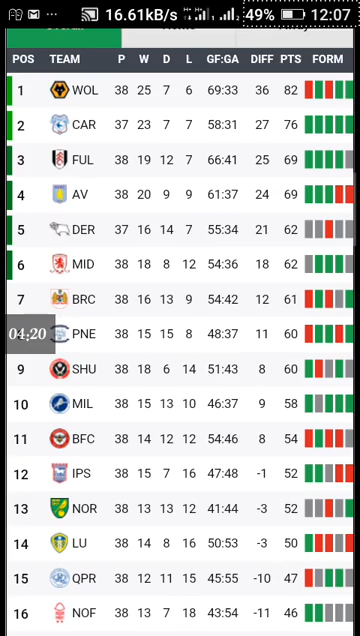 16.61kB/s 49% 12:07
POS TEAM P W D L GF:GA DIFF PTS FORM
1 WOL 38 25 7 6 69:33 36 82
2 CAR 37 23 7 7 58:31 27 76
3 FUL 38 19 12 7 66:41 25 69
4 AV 38 20 9 9 61:37 24 69
5 DER 37 16 14 7 55:34 21 62
6 MID 38 18 8 12 54:36 18 62
7 BRC 38 16 13 9 54:42 12 61
04:20 PNE 38 15 15 8 48:37 11 60
9 SHU 38 18 6 14 51:43 8 60
10 MIL 38 15 13 10 46:37 9 58
11 BFC 38 14 12 12 54:46 8 54
12 IPS 38 15 7 16 47:48 -1 52
13 NOR 38 13 13 12 41:44 -3 52
14 LU 38 14 8 16 50:53 -3 50
15 QPR 38 12 11 15 45:55 -10 47
16 NOF 38 13 7 18 43:54 -11 46